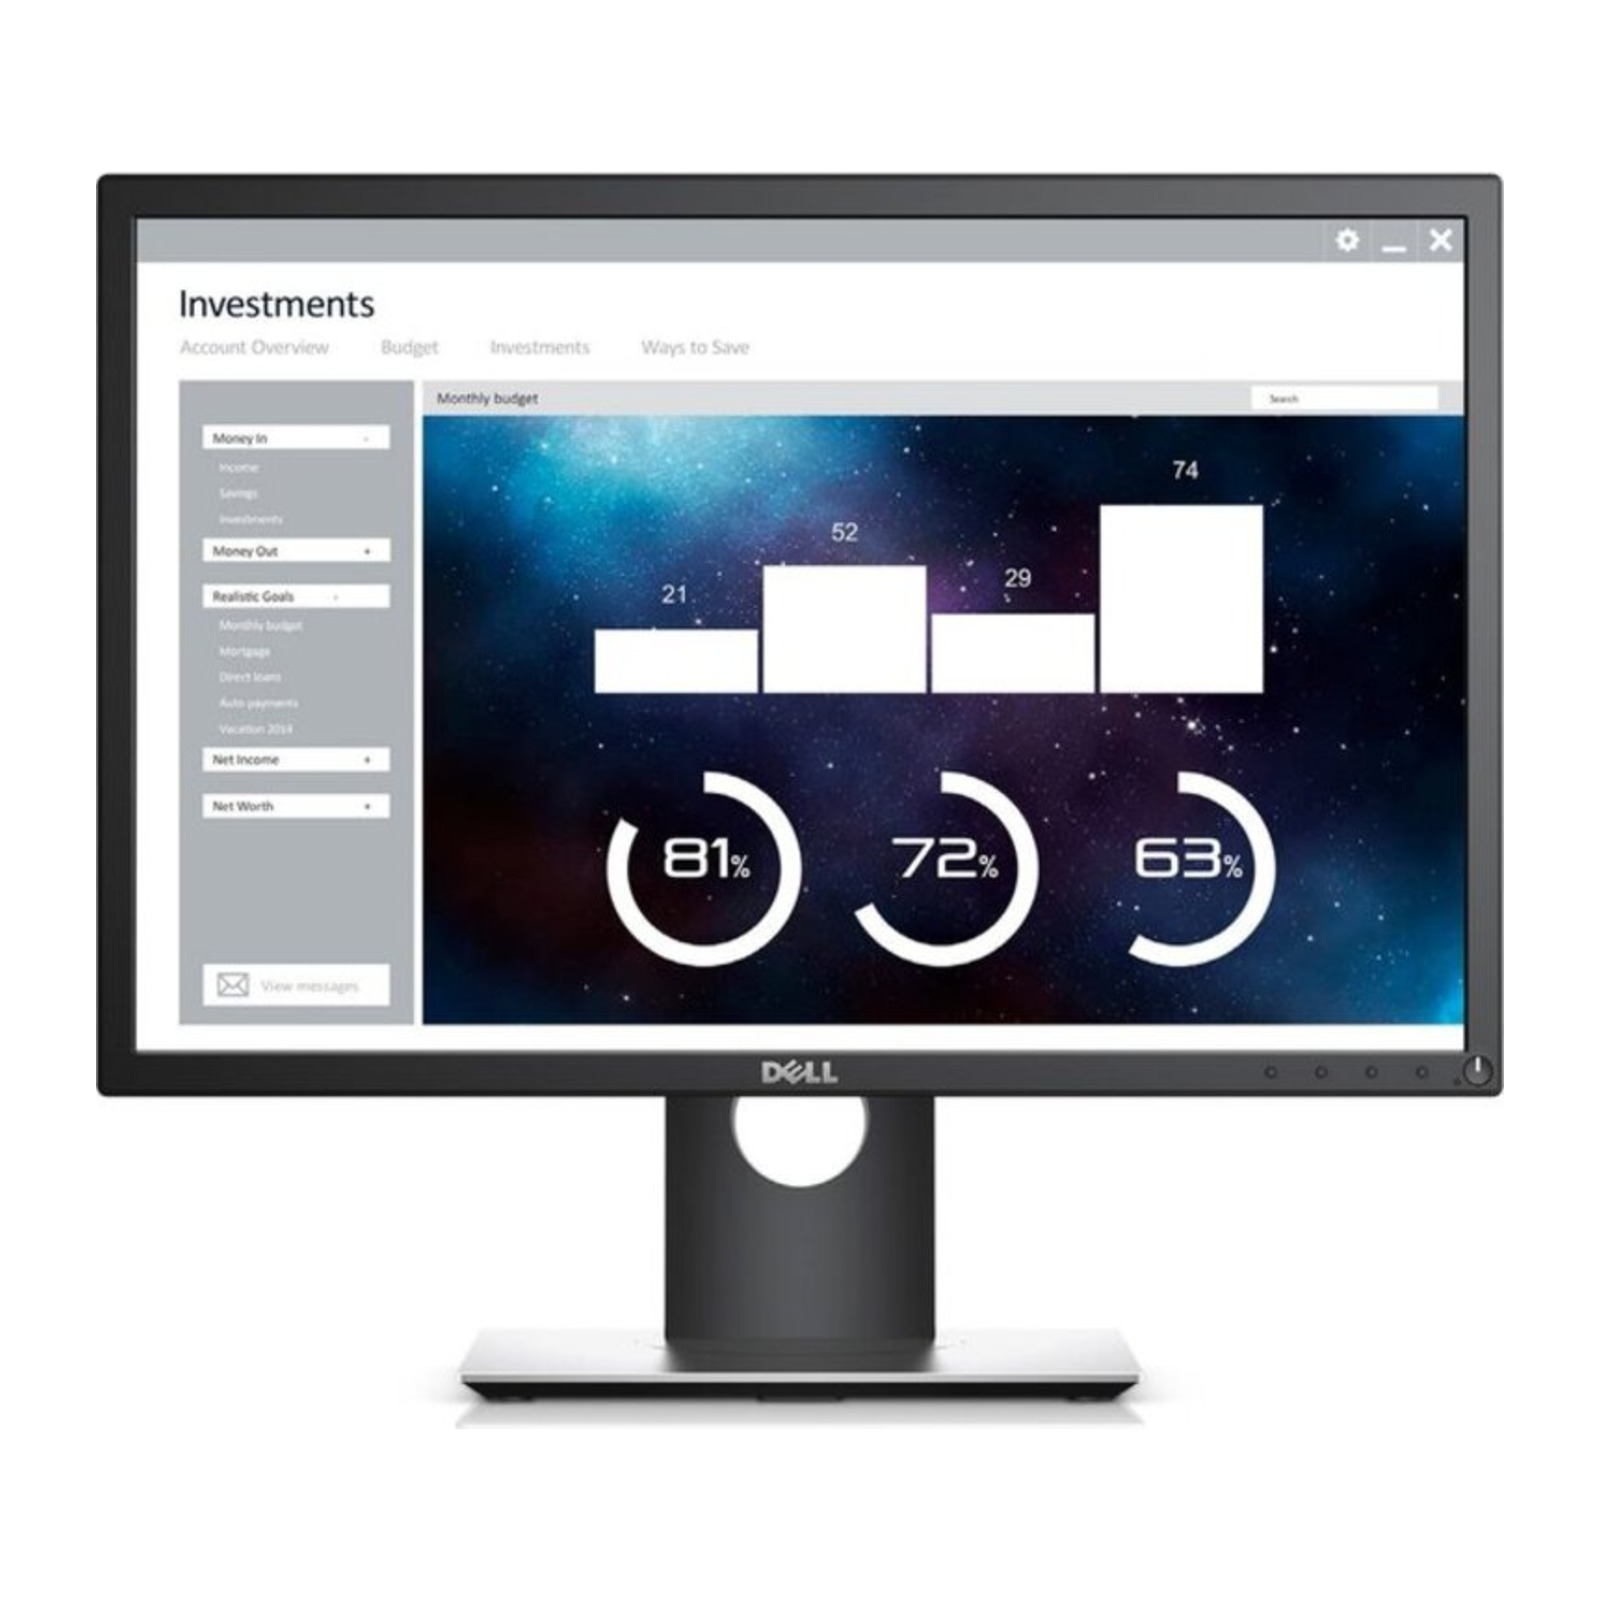 Investments
Account Overview Budget Investments Ways to Save
Monthly budget
Search
Money In -
Income
Savings
Investments
Money Out +
Realistic Goals -
Monthly budget
Mortgage
Direct loans
Auto payments
Vacation 2014
Net Income +
Net Worth +
View messages
21
52
29
74
81%
72%
63%
DELL